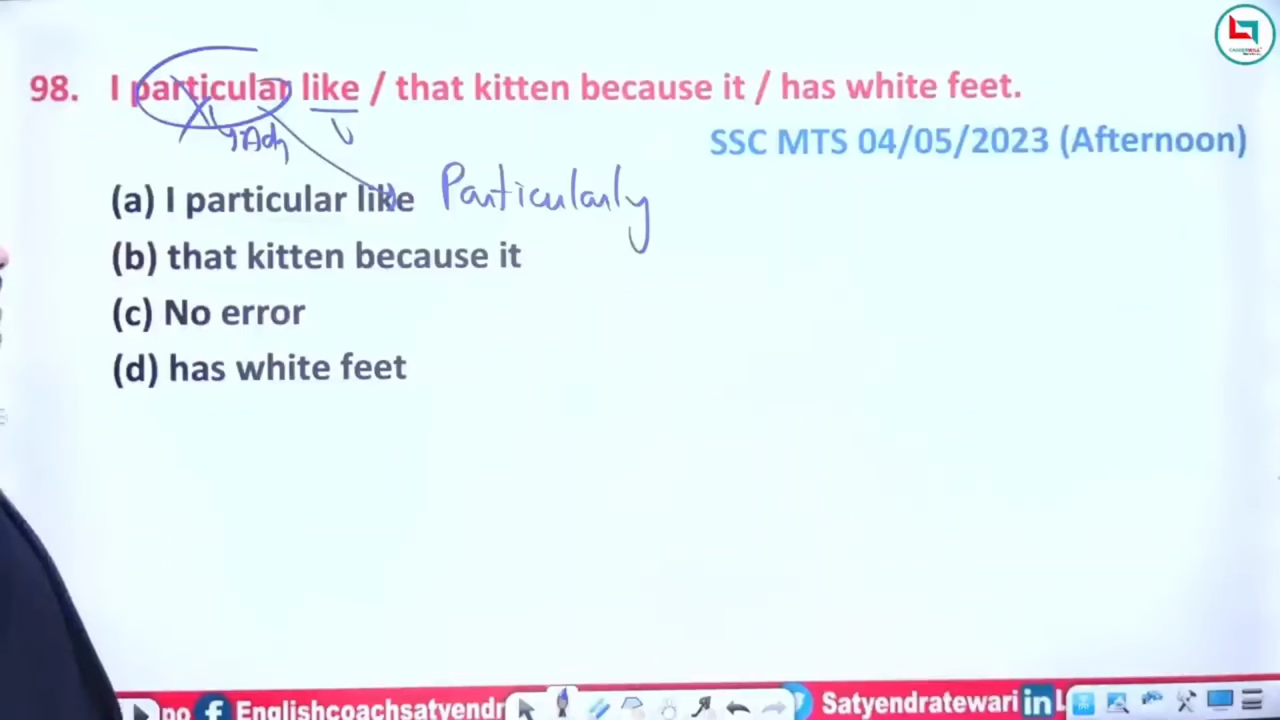 98. I particular like / that kitten because it / has white feet.
Adj V
SSC MTS 04/05/2023 (Afternoon)
(a) I particular like Particularly
(b) that kitten because it
(c) No error
(d) has white feet
Englishcoachsatyendr
Satyendratewari in L